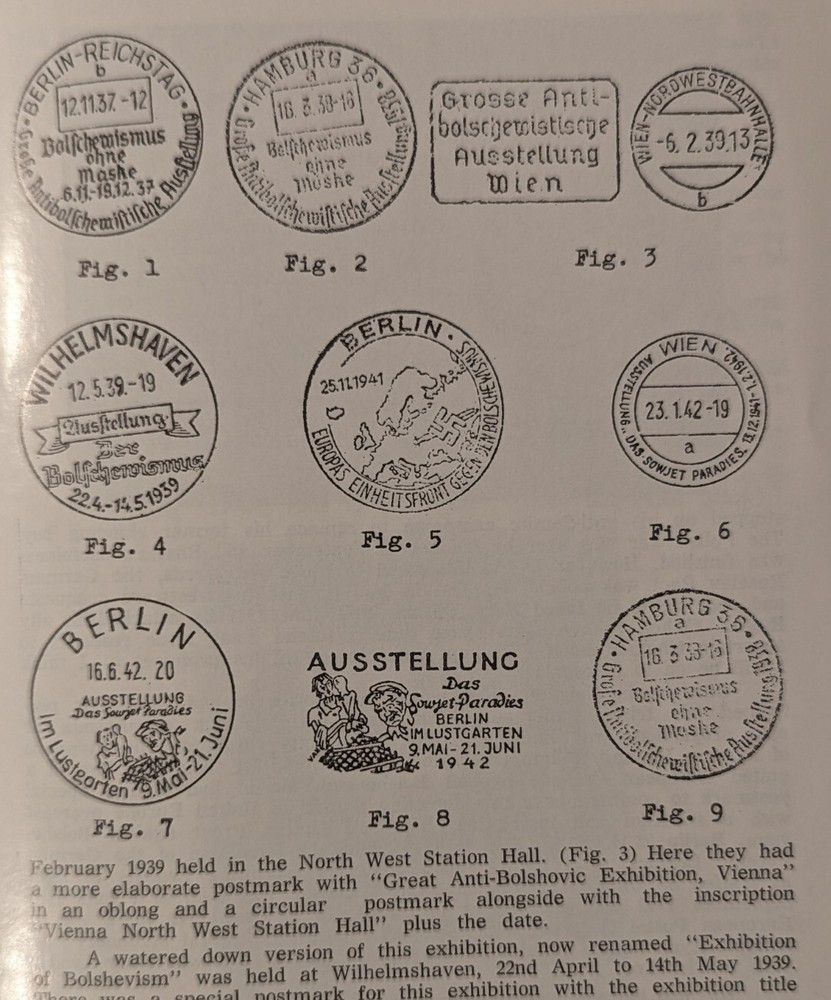 BERLIN-REICHSTAG
b
12.11.37.-12
Bolschewismus
ohne
Maske
6.11.-19.12.37
Grosse Antibolschewistische Ausstellung
Fig. 1
HAMBURG 36
a
16.3.38-16
Bolschewismus
ohne
Maske
Große Antibolschewistische Ausstellung
Fig. 2
Grosse Anti-
bolschewistische
Ausstellung
Wien
WIEN-NORDWESTBAHNHALLE
-6.2.39.13
b
Fig. 3
WILHELMSHAVEN
12.5.39.-19
Ausstellung
Der
Bolschewismus
22.4.-14.5.1939
Fig. 4
BERLIN
25.11.1941
EUROPAS EINHEITSFRONT GEGEN DEN BOLSCHEWISMUS
Fig. 5
WIEN
23.1.42-19
a
AUSSTELLUNG "DAS SOWJET PARADIES. 13.12.1941-1.2.1942.
Fig. 6
BERLIN
16.6.42. 20
AUSSTELLUNG
Das Sowjet Paradies
Im Lustgarten 9.Mai-21.Juni
Fig. 7
AUSSTELLUNG
Das
Sowjet-Paradies
BERLIN
IM LUSTGARTEN
9.MAI-21.JUNI
1942
Fig. 8
HAMBURG 36
a
16.3.38-16
Bolschewismus
ohne
Maske
Große Antibolschewistische Ausstellung
Fig. 9
February 1939 held in the North West Station Hall. (Fig. 3) Here they had
a more elaborate postmark with "Great Anti-Bolshovic Exhibition, Vienna"
in an oblong and a circular postmark alongside with the inscription
"Vienna North West Station Hall" plus the date.
A watered down version of this exhibition, now renamed "Exhibition
of Bolshevism" was held at Wilhelmshaven, 22nd April to 14th May 1939.
There was a special postmark for this exhibition with the exhibition title